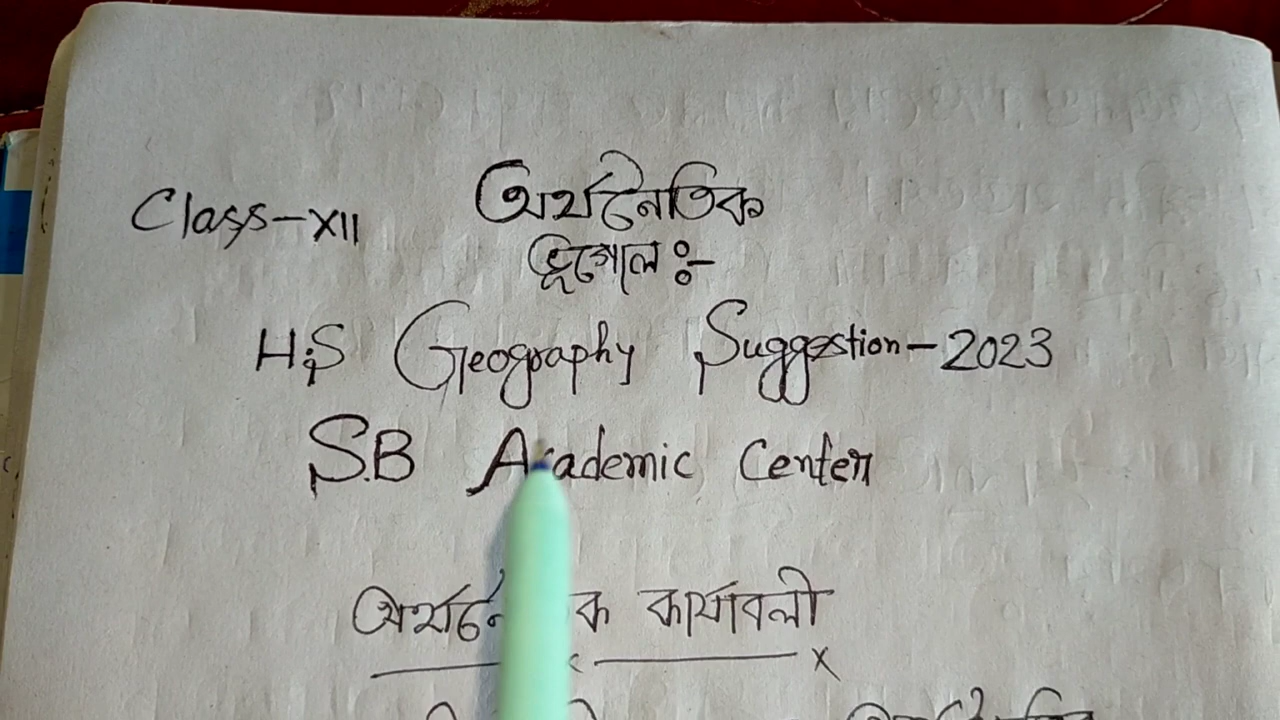 Class-XII
অর্থনৈতিক
ভূগোল :-
H.S Geography Suggestion-2023
S.B Academic Center
কার্যাবলী